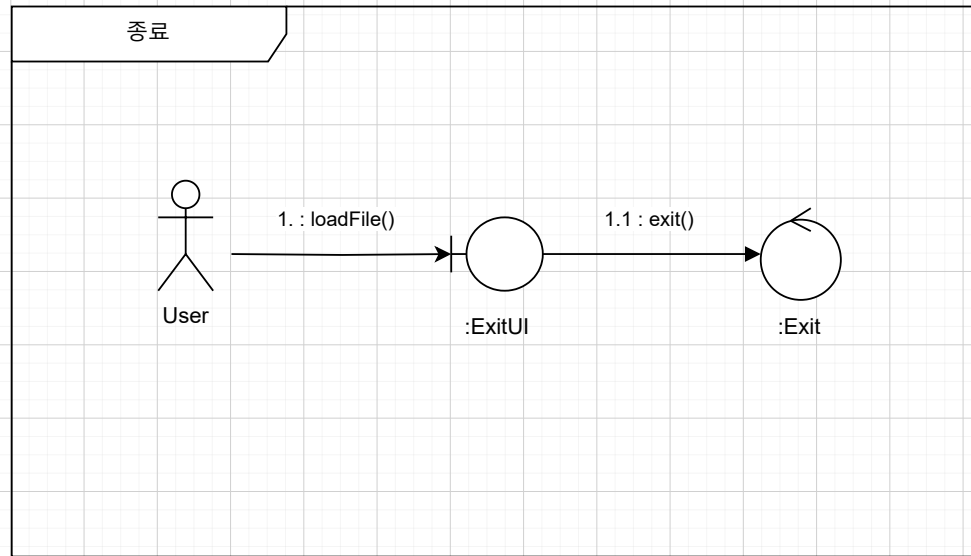 종료
1. : loadFile()
1.1 : exit()
User
:ExitUI
:Exit